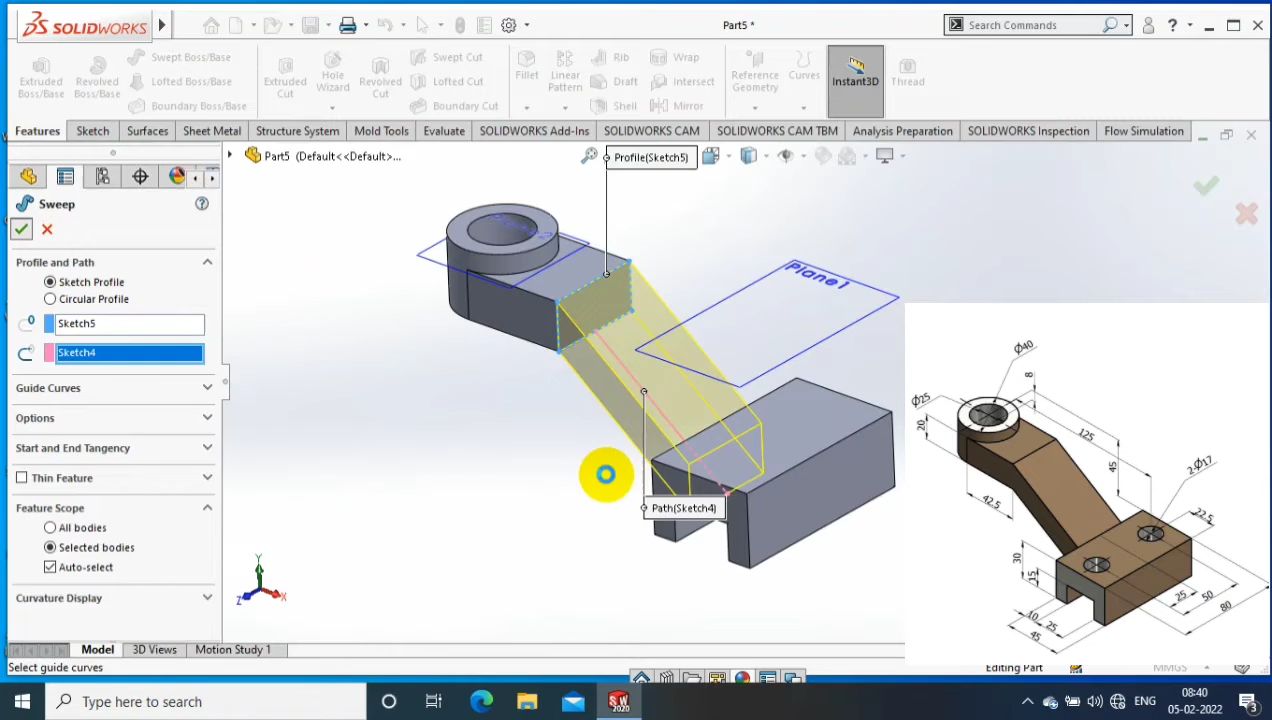 SOLIDWORKS
Part5 *
Search Commands
Extruded Boss/Base
Revolved Boss/Base
Swept Boss/Base
Lofted Boss/Base
Boundary Boss/Base
Extruded Cut
Hole Wizard
Revolved Cut
Swept Cut
Lofted Cut
Boundary Cut
Fillet
Linear Pattern
Rib
Draft
Shell
Wrap
Intersect
Mirror
Reference Geometry
Curves
Instant3D
Thread
Features Sketch Surfaces Sheet Metal Structure System Mold Tools Evaluate SOLIDWORKS Add-Ins SOLIDWORKS CAM SOLIDWORKS CAM TBM Analysis Preparation SOLIDWORKS Inspection Flow Simulation
Part5 (Default<<Default>...
Profile(Sketch5)
Sweep
Profile and Path
Sketch Profile
Circular Profile
Sketch5
Sketch4
Guide Curves
Options
Start and End Tangency
Thin Feature
Feature Scope
All bodies
Selected bodies
Auto-select
Curvature Display
Plane1
Path(Sketch4)
Y
Z
X
Ø40
8
Ø25
20
125
45
2-Ø17
42.5
22.5
30
15
10
25
45
25
50
80
Model 3D Views Motion Study 1
Select guide curves
Editing Part
MMGS
Type here to search
SW
2020
ENG
08:40
05-02-2022
3